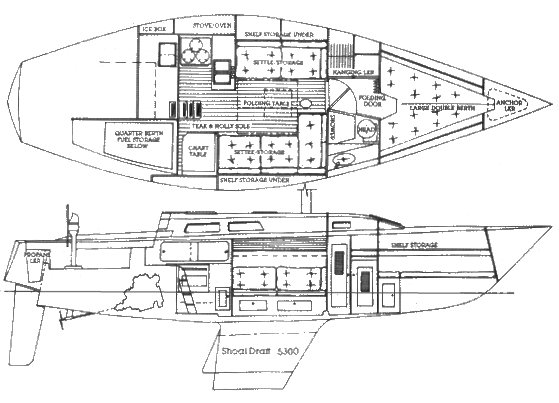 ICE BOX
STOVE/OVEN
SHELF STORAGE UNDER
SETTEE-STORAGE
HANGING LKR
FOLDING TABLE
FOLDING
DOOR
LARGE DOUBLE BERTH
ANCHOR
LKR
TEAK & HOLLY SOLE
HEAD
QUARTER BERTH
FUEL STORAGE
BELOW
CHART
TABLE
SETTEE-STORAGE
SHELF STORAGE UNDER
PROPANE
LKR
SHELF STORAGE
Shoal Draft 5300